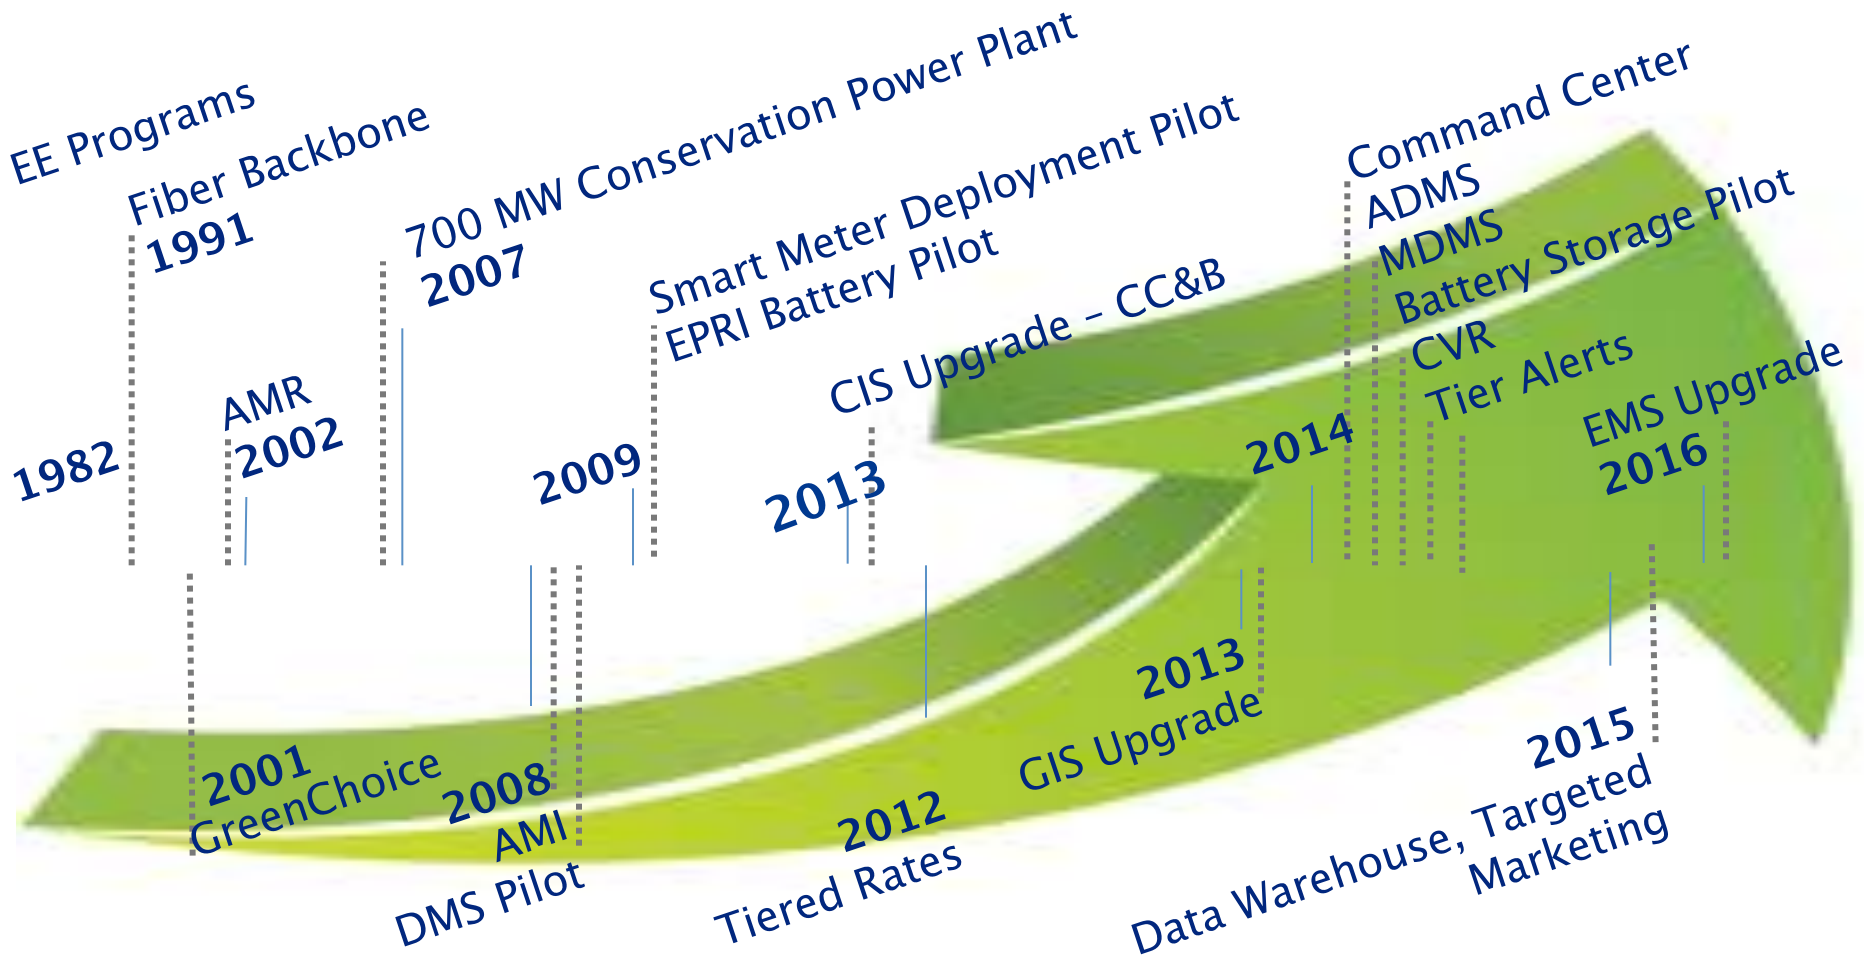 EE Programs
1982
Fiber Backbone
1991
AMR
2002
700 MW Conservation Power Plant
2007
Smart Meter Deployment Pilot
EPRI Battery Pilot
2009
CIS Upgrade – CC&B
2013
Command Center
ADMS
MDMS
Battery Storage Pilot
CVR
Tier Alerts
2014
EMS Upgrade
2016
2001
GreenChoice
2008
AMI
DMS Pilot
2012
Tiered Rates
2013
GIS Upgrade
2015
Data Warehouse, Targeted
Marketing